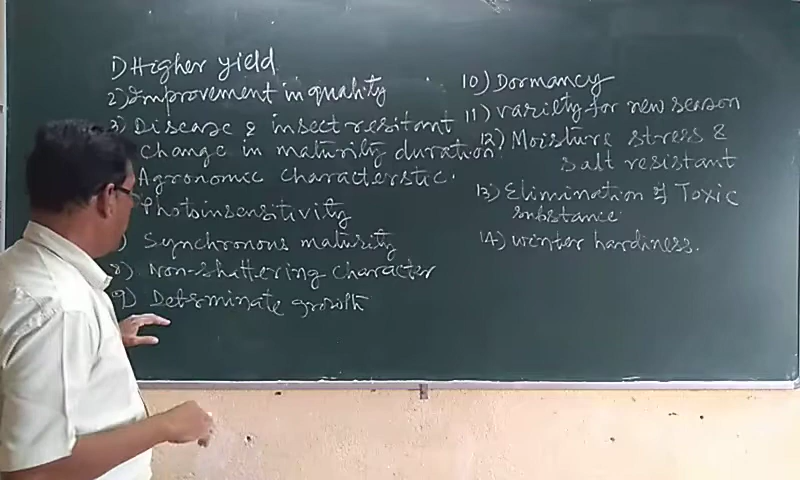 1) Higher yield
2) Improvement in quality
3) Disease & insect resitant
change in maturity duration
Agronomic characterstic.
Photoinsensitivity
) Synchronous maturity
8) Non-shattering character
9) Determinate growth
10) Dormancy
11) variety for new season
12) Moisture stress &
salt resistant
13) Elimination of Toxic
substance.
14) winter hardiness.